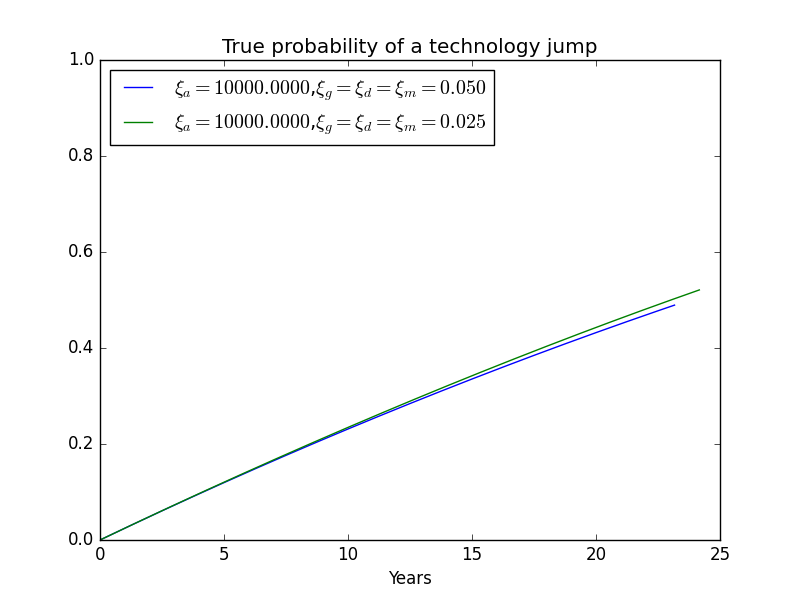 True probability of a technology jump
1.0
ξₐ = 10000.0000,ξ_g = ξ_d = ξ_m = 0.050
ξₐ = 10000.0000,ξ_g = ξ_d = ξ_m = 0.025
0.8
0.6
0.4
0.2
0.0
0 5 10 15 20 25
Years